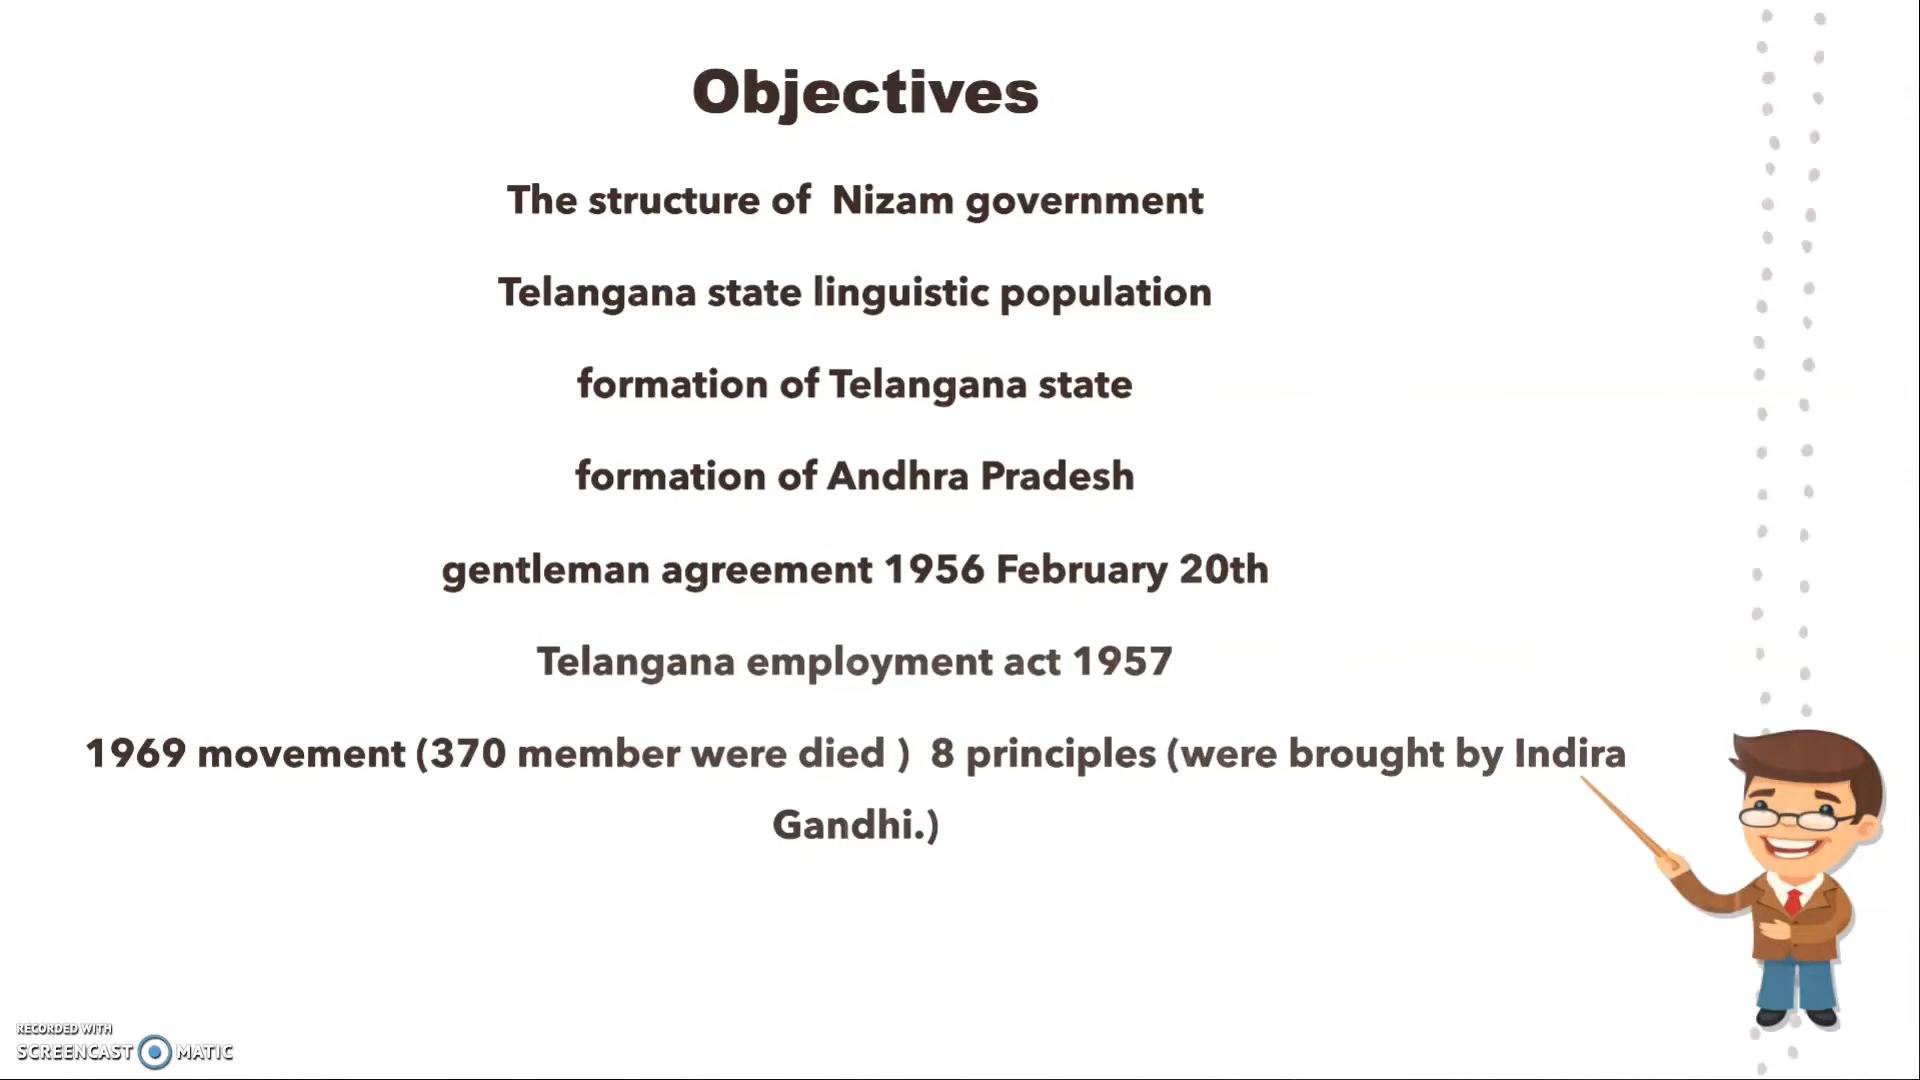 Objectives
The structure of  Nizam government
Telangana state linguistic population
formation of Telangana state
formation of Andhra Pradesh
gentleman agreement 1956 February 20th
Telangana employment act 1957
1969 movement (370 member were died )  8 principles (were brought by Indira
Gandhi.)
RECORDED WITH
SCREENCAST MATIC